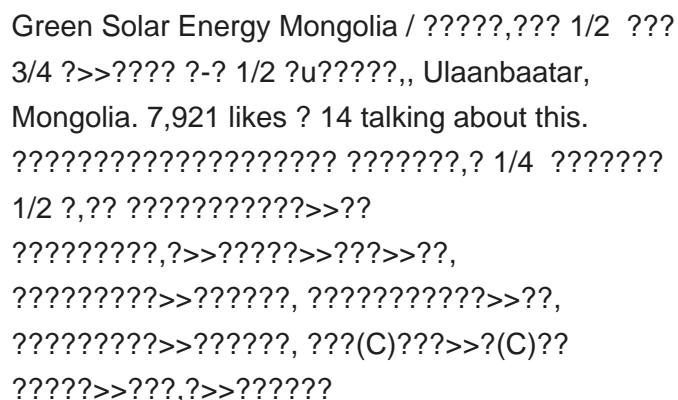 Green Solar Energy Mongolia / ?????,??? 1/2 ???
3/4 ?>>???? ?-? 1/2 ?u?????,, Ulaanbaatar,
Mongolia. 7,921 likes ? 14 talking about this.
???????????????????? ???????,? 1/4 ???????
1/2 ?,?? ???????????>>??
?????????,?>>?????>>???>>??,
?????????>>??????, ???????????>>??,
?????????>>??????, ???(C)???>>?(C)??
?????>>???,?>>??????